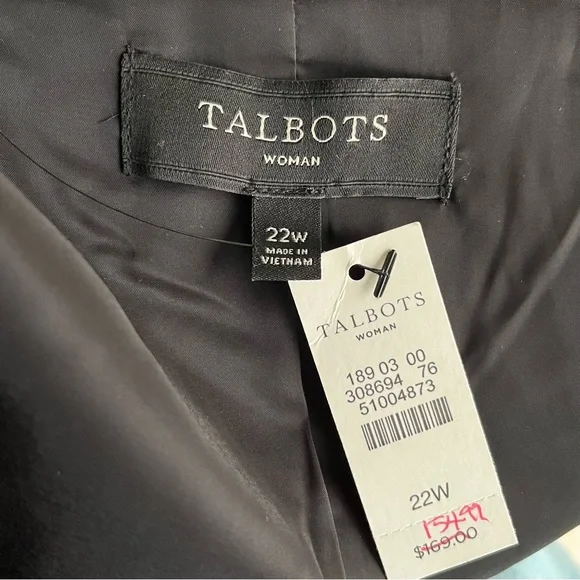 TALBOTS
WOMAN
22W
MADE IN
VIETNAM
TALBOTS
WOMAN
189 03 00
308694 76
51004873
22W
154.99
$169.00